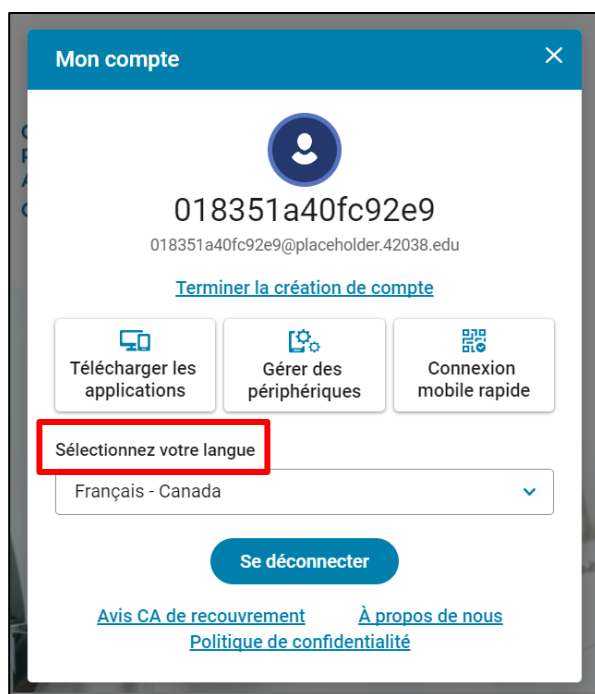 Mon compte
018351a40fc92e9
018351a40fc92e9@placeholder.42038.edu
Terminer la création de compte
Télécharger les
applications
Gérer des
périphériques
Connexion
mobile rapide
Sélectionnez votre langue
Français - Canada
Se déconnecter
Avis CA de recouvrement
À propos de nous
Politique de confidentialité